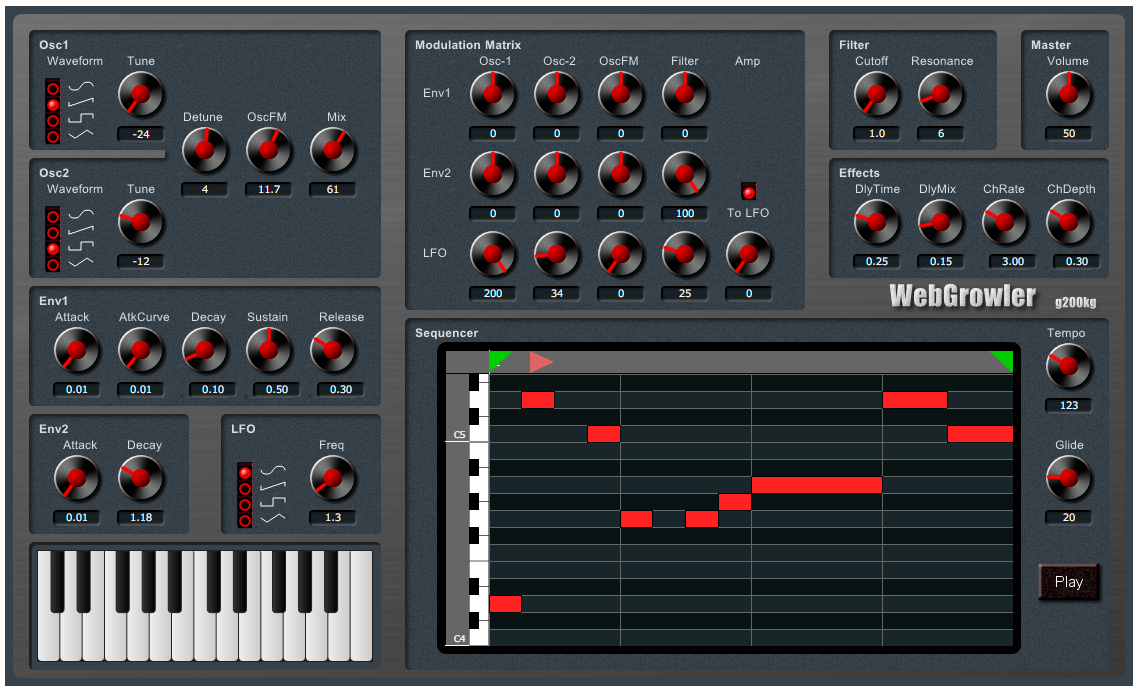 Osc1
Waveform Tune
-24
Detune OscFM Mix
4 11.7 61
Osc2
Waveform Tune
-12
Env1
Attack AtkCurve Decay Sustain Release
0.01 0.01 0.10 0.50 0.30
Env2
Attack Decay
0.01 1.18
LFO
Freq
1.3
Modulation Matrix
Osc-1 Osc-2 OscFM Filter Amp
Env1
0 0 0 0
Env2
0 0 0 100
To LFO
LFO
200 34 0 25 0
Filter
Cutoff Resonance
1.0 6
Master
Volume
50
Effects
DlyTime DlyMix ChRate ChDepth
0.25 0.15 3.00 0.30
WebGrowler g200kg
Sequencer
C5
C4
Tempo
123
Glide
20
Play